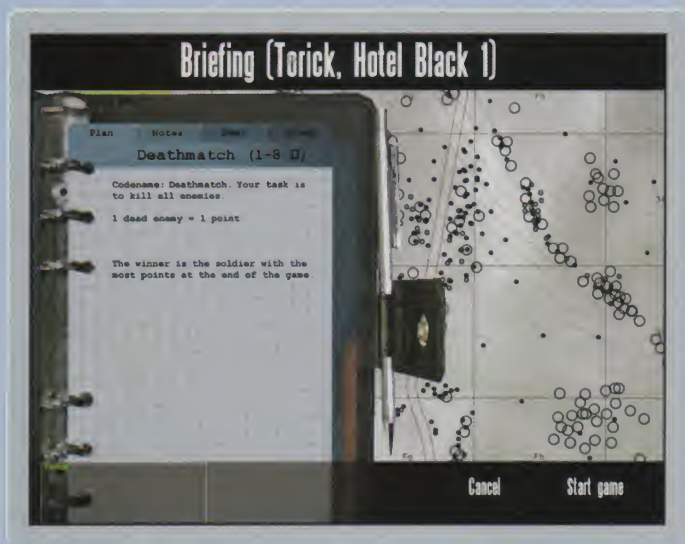 Briefing (Torick, Hotel Black 1)
Plan Notes
Deathmatch (1-8 D)
Codename: Deathmatch. Your task is
to kill all enemies.
1 dead enemy = 1 point
The winner is the soldier with the
most points at the end of the game.
Cancel Start game